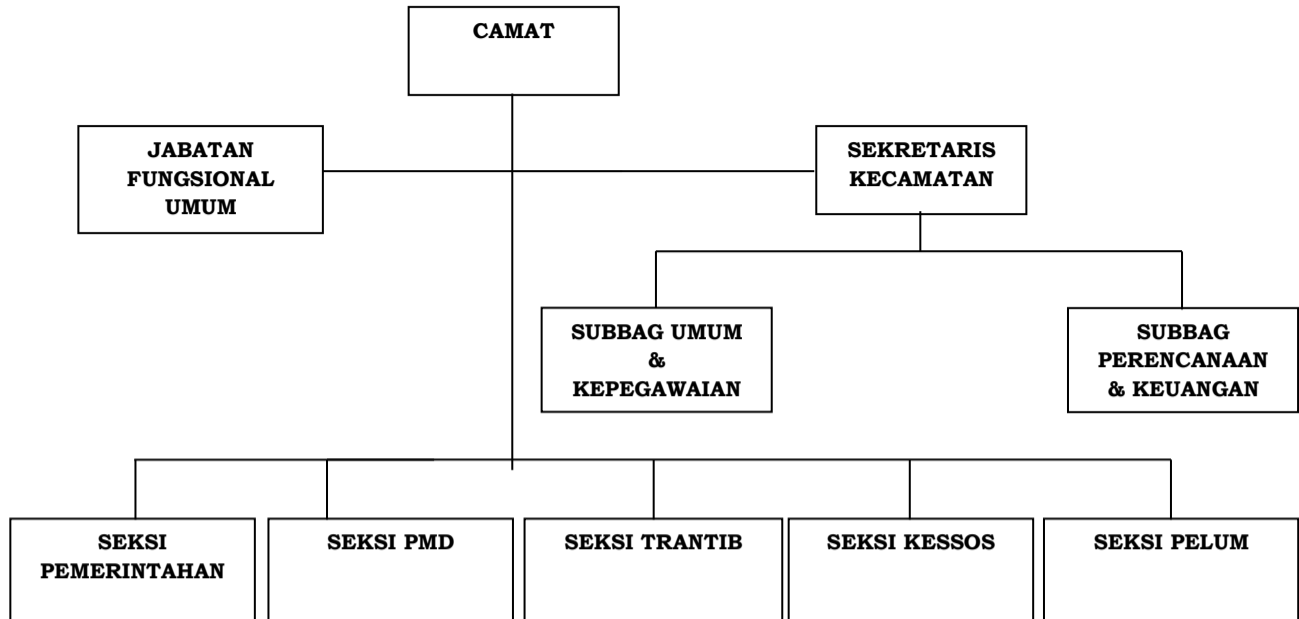 CAMAT
JABATAN
FUNGSIONAL
UMUM
SEKRETARIS
KECAMATAN
SUBBAG UMUM
&
KEPEGAWAIAN
SUBBAG
PERENCANAAN
& KEUANGAN
SEKSI
PEMERINTAHAN
SEKSI PMD
SEKSI TRANTIB
SEKSI KESSOS
SEKSI PELUM